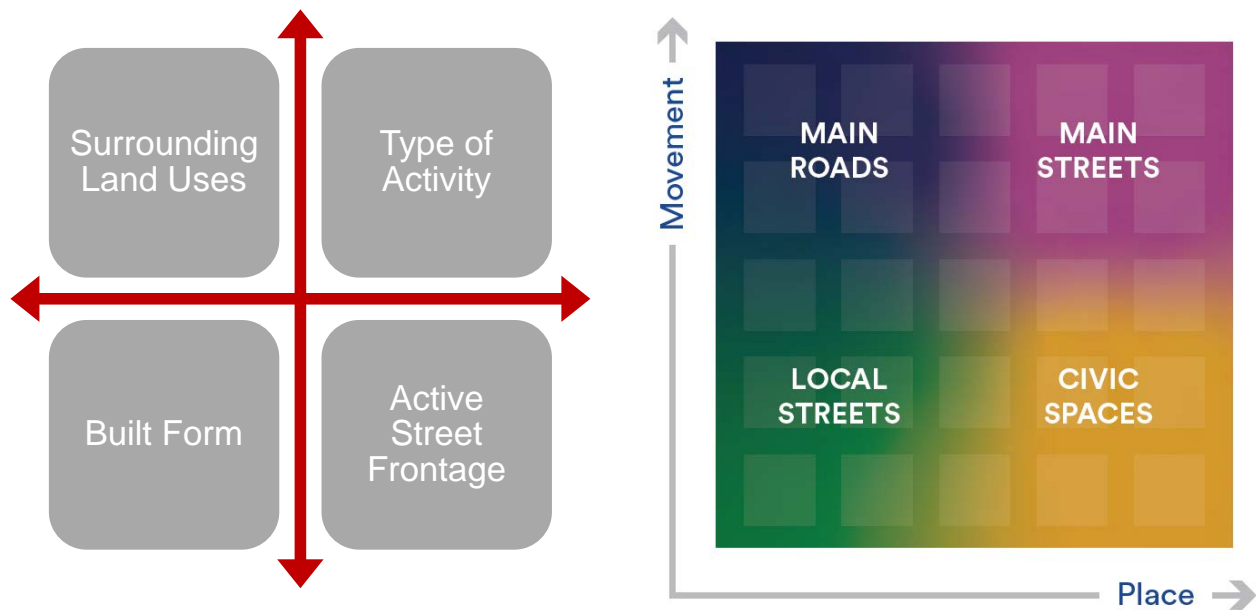 Surrounding
Land Uses
Type of
Activity
Built Form
Active
Street
Frontage
Movement
MAIN
ROADS
MAIN
STREETS
LOCAL
STREETS
CIVIC
SPACES
Place